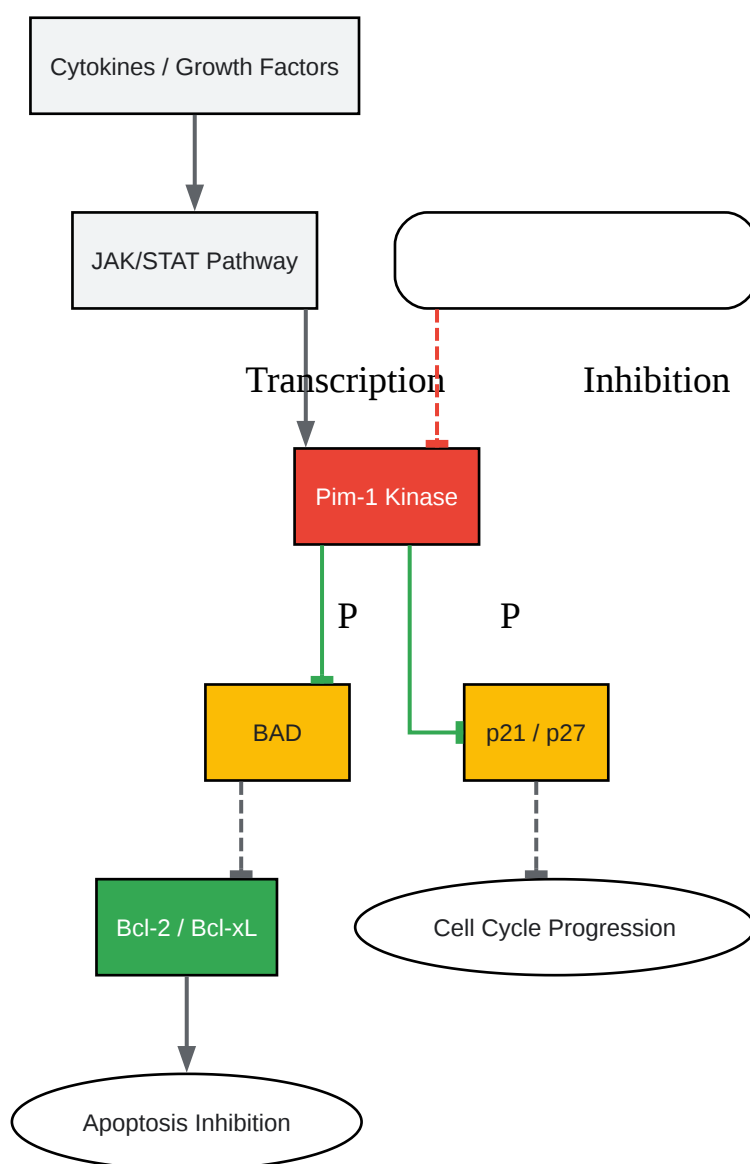 Cytokines / Growth Factors
JAK/STAT Pathway
Transcription
Inhibition
Pim-1 Kinase
P
P
BAD
p21 / p27
Bcl-2 / Bcl-xL
Cell Cycle Progression
Apoptosis Inhibition